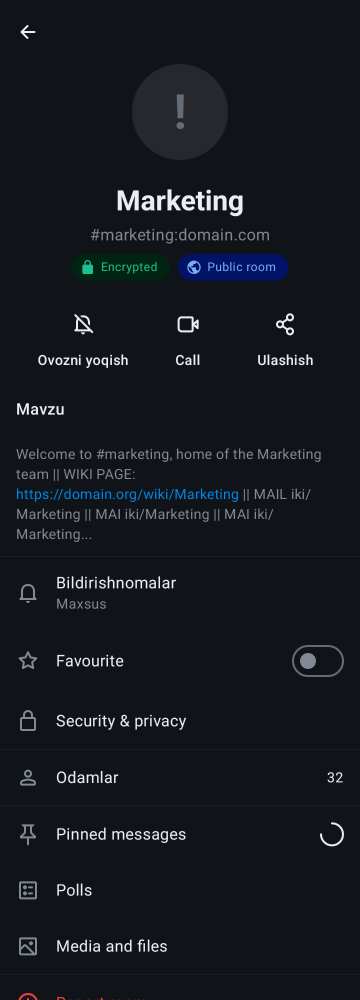 !
Marketing
#marketing:domain.com
Encrypted
Public room
Ovozni yoqish
Call
Ulashish
Mavzu
Welcome to #marketing, home of the Marketing
team || WIKI PAGE:
https://domain.org/wiki/Marketing || MAIL iki/
Marketing || MAI iki/Marketing || MAI iki/
Marketing...
Bildirishnomalar
Maxsus
Favourite
Security & privacy
Odamlar
32
Pinned messages
Polls
Media and files